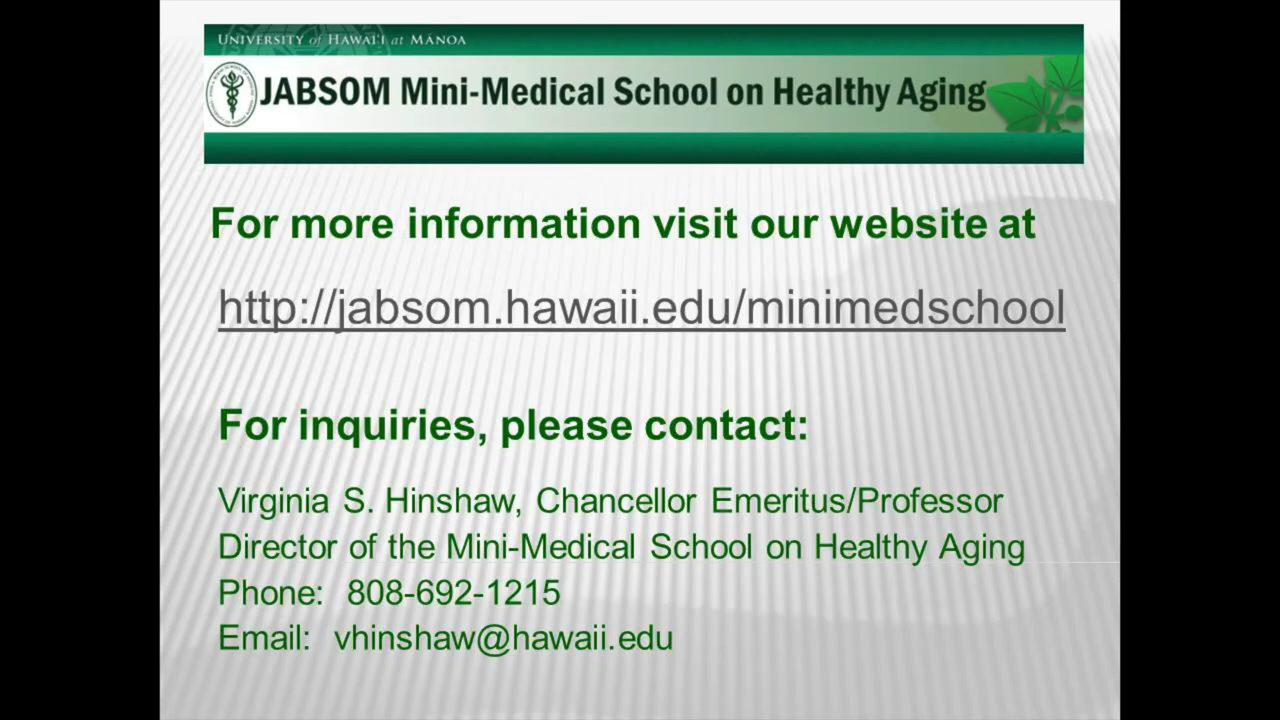 UNIVERSITY of HAWAI'I at MĀNOA
JABSOM Mini-Medical School on Healthy Aging
For more information visit our website at
http://jabsom.hawaii.edu/minimedschool
For inquiries, please contact:
Virginia S. Hinshaw, Chancellor Emeritus/Professor
Director of the Mini-Medical School on Healthy Aging
Phone: 808-692-1215
Email: vhinshaw@hawaii.edu